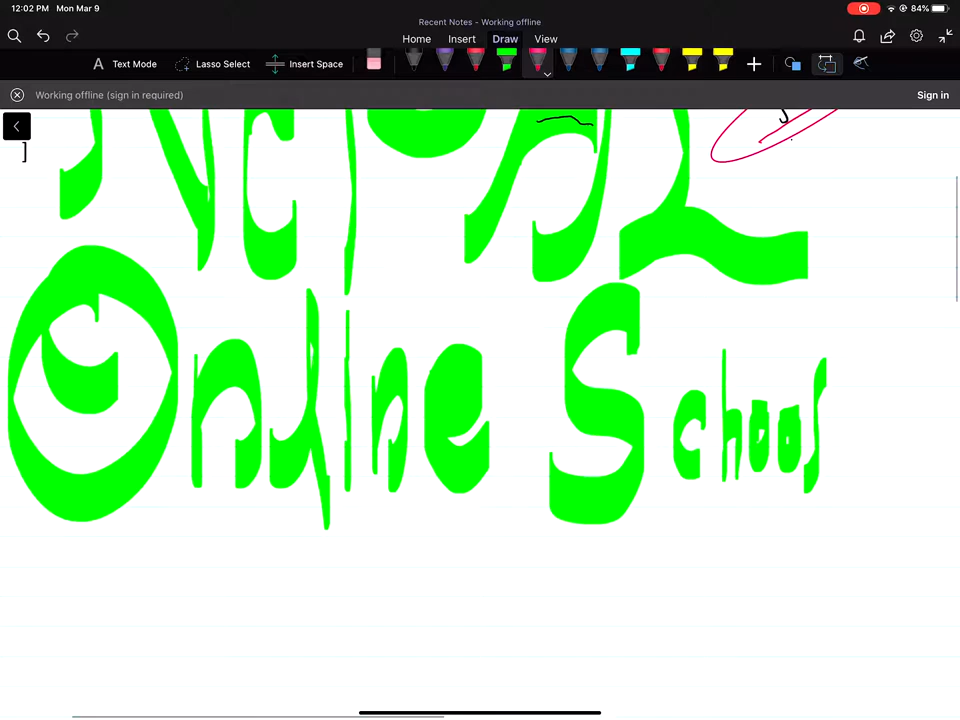 12:02 PM Mon Mar 9
84%
Recent Notes - Working offline
Home Insert Draw View
Text Mode Lasso Select Insert Space
Working offline (sign in required) Sign in
]
Online School